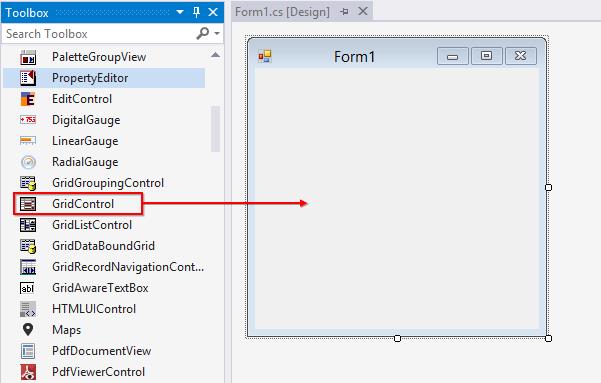 Toolbox
Search Toolbox
PaletteGroupView
PropertyEditor
EditControl
DigitalGauge
LinearGauge
RadialGauge
GridGroupingControl
GridControl
GridListControl
GridDataBoundGrid
GridRecordNavigationCont...
GridAwareTextBox
HTMLUIControl
Maps
PdfDocumentView
PdfViewerControl
Form1.cs [Design]
Form1